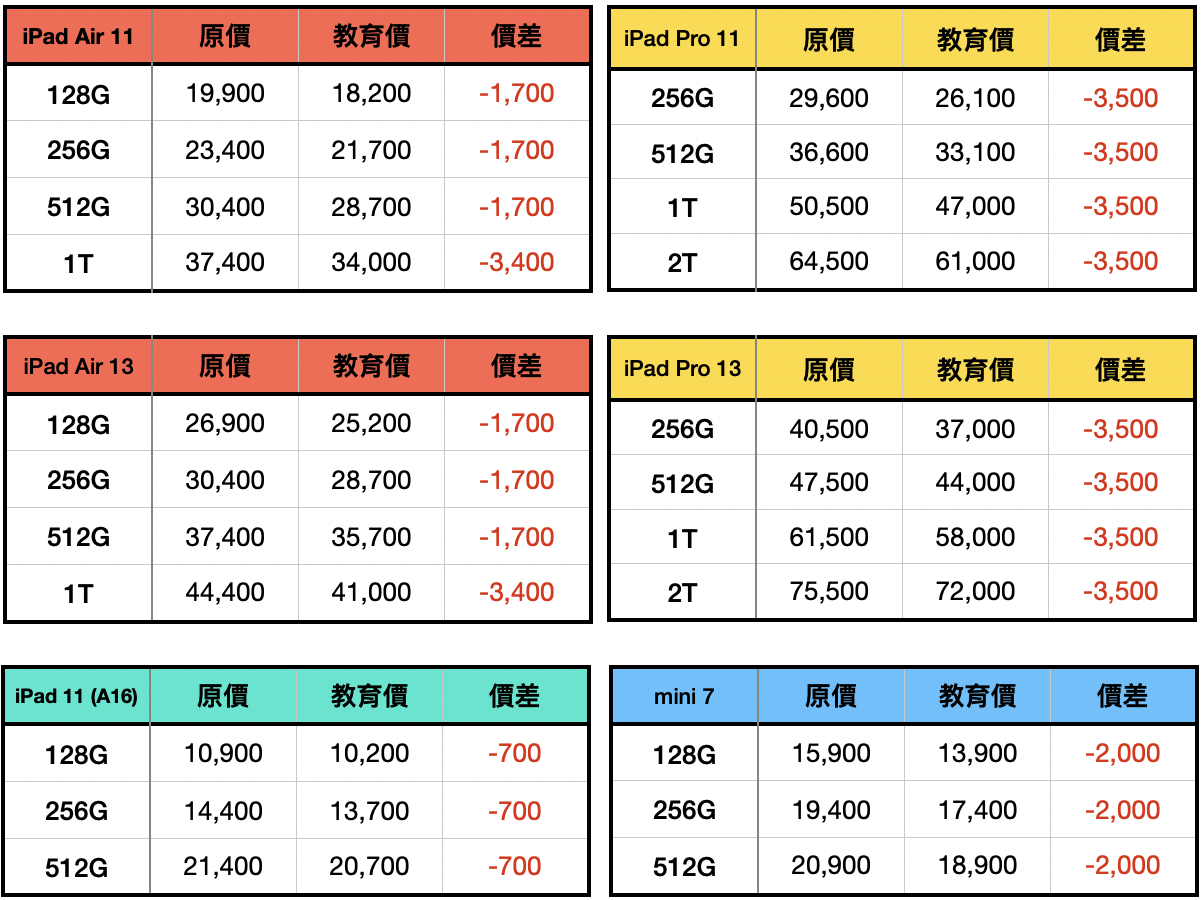 iPad Air 11 原價 教育價 價差
128G 19,900 18,200 -1,700
256G 23,400 21,700 -1,700
512G 30,400 28,700 -1,700
1T 37,400 34,000 -3,400
iPad Pro 11 原價 教育價 價差
256G 29,600 26,100 -3,500
512G 36,600 33,100 -3,500
1T 50,500 47,000 -3,500
2T 64,500 61,000 -3,500
iPad Air 13 原價 教育價 價差
128G 26,900 25,200 -1,700
256G 30,400 28,700 -1,700
512G 37,400 35,700 -1,700
1T 44,400 41,000 -3,400
iPad Pro 13 原價 教育價 價差
256G 40,500 37,000 -3,500
512G 47,500 44,000 -3,500
1T 61,500 58,000 -3,500
2T 75,500 72,000 -3,500
iPad 11 (A16) 原價 教育價 價差
128G 10,900 10,200 -700
256G 14,400 13,700 -700
512G 21,400 20,700 -700
mini 7 原價 教育價 價差
128G 15,900 13,900 -2,000
256G 19,400 17,400 -2,000
512G 20,900 18,900 -2,000